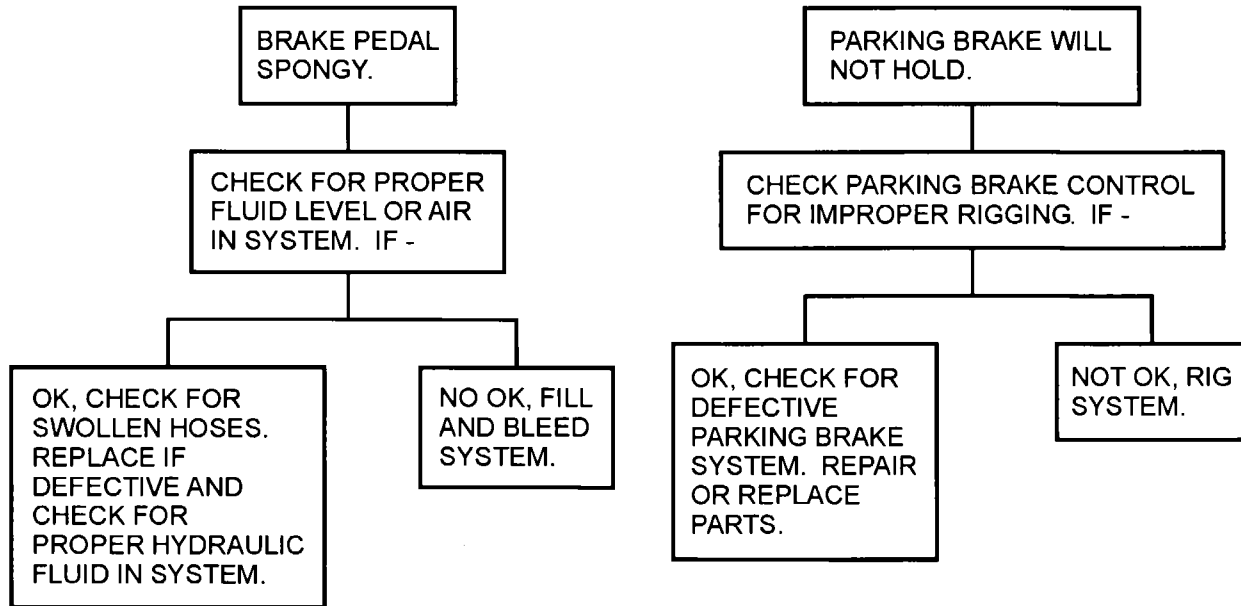 BRAKE PEDAL
SPONGY.
CHECK FOR PROPER
FLUID LEVEL OR AIR
IN SYSTEM. IF -
OK, CHECK FOR
SWOLLEN HOSES.
REPLACE IF
DEFECTIVE AND
CHECK FOR
PROPER HYDRAULIC
FLUID IN SYSTEM.
NO OK, FILL
AND BLEED
SYSTEM.
PARKING BRAKE WILL
NOT HOLD.
CHECK PARKING BRAKE CONTROL
FOR IMPROPER RIGGING. IF -
OK, CHECK FOR
DEFECTIVE
PARKING BRAKE
SYSTEM. REPAIR
OR REPLACE
PARTS.
NOT OK, RIG
SYSTEM.